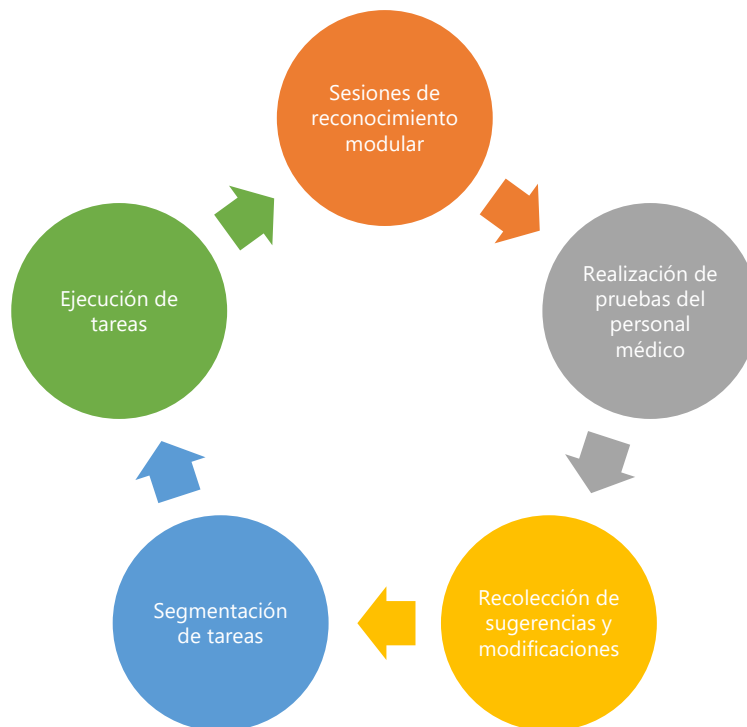 Sesiones de
reconocimiento
modular
Realización de
pruebas del
personal
médico
Recolección de
sugerencias y
modificaciones
Segmentación
de tareas
Ejecución de
tareas